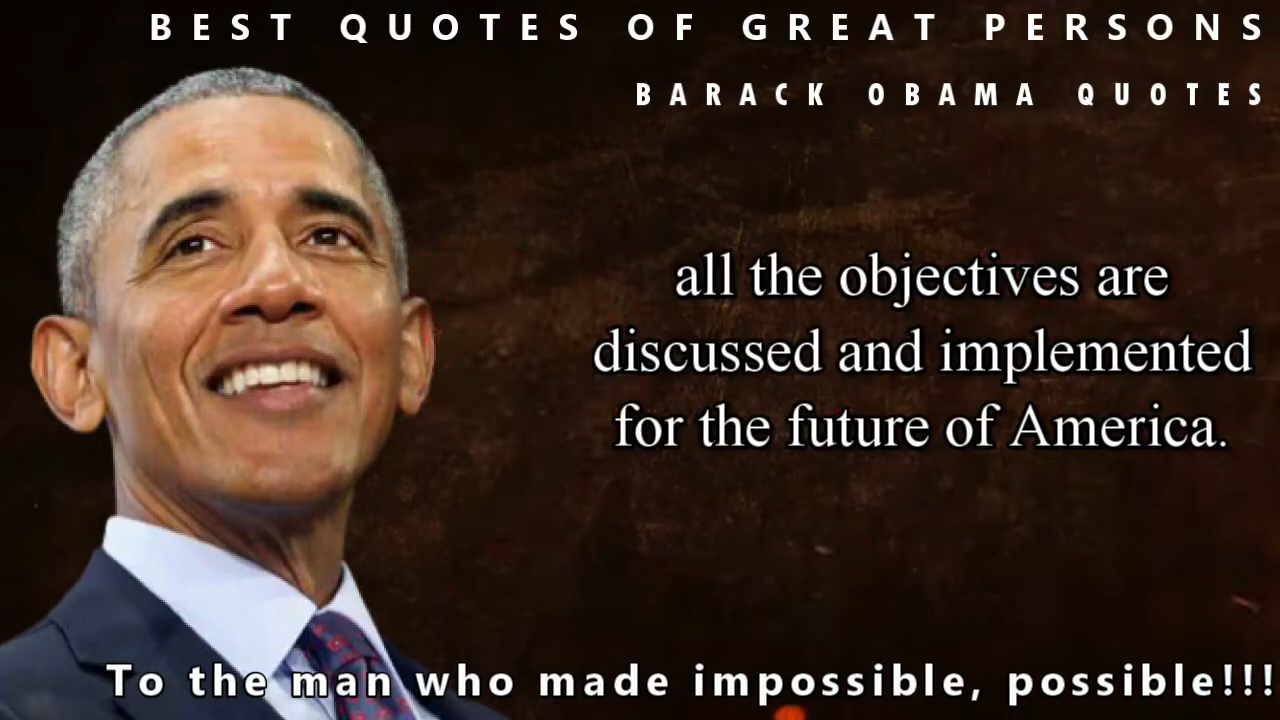 BEST QUOTES OF GREAT PERSONS
BARACK OBAMA QUOTES
all the objectives are
discussed and implemented
for the future of America.
To the man who made impossible, possible!!!